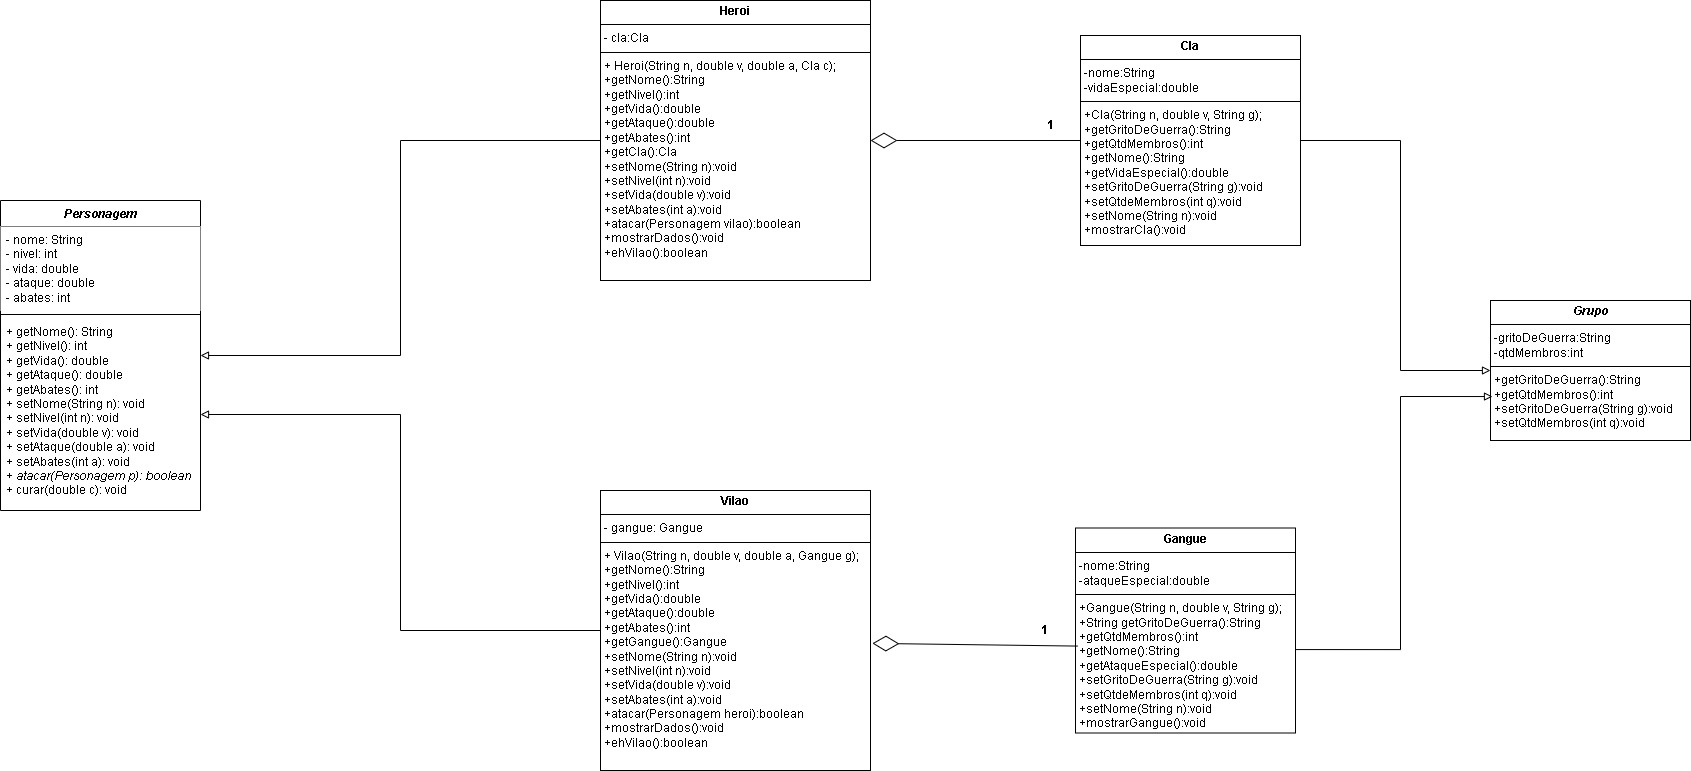 Personagem
- nome: String
- nivel: int
- vida: double
- ataque: double
- abates: int
+ getNome(): String
+ getNivel(): int
+ getVida(): double
+ getAtaque(): double
+ getAbates(): int
+ setNome(String n): void
+ setNivel(int n): void
+ setVida(double v): void
+ setAtaque(double a): void
+ setAbates(int a): void
+ atacar(Personagem p): boolean
+ curar(double c): void
Heroi
- cla:Cla
+ Heroi(String n, double v, double a, Cla c);
+getNome():String
+getNivel():int
+getVida():double
+getAtaque():double
+getAbates():int
+getCla():Cla
+setNome(String n):void
+setNivel(int n):void
+setVida(double v):void
+setAbates(int a):void
+atacar(Personagem vilao):boolean
+mostrarDados():void
+ehVilao():boolean
1
Cla
-nome:String
-vidaEspecial:double
+Cla(String n, double v, String g);
+getGritoDeGuerra():String
+getQtdMembros():int
+getNome():String
+getVidaEspecial():double
+setGritoDeGuerra(String g):void
+setQtdeMembros(int q):void
+setNome(String n):void
+mostrarCla():void
Grupo
-gritoDeGuerra:String
-qtdMembros:int
+getGritoDeGuerra():String
+getQtdMembros():int
+setGritoDeGuerra(String g):void
+setQtdMembros(int q):void
Vilao
- gangue: Gangue
+ Vilao(String n, double v, double a, Gangue g);
+getNome():String
+getNivel():int
+getVida():double
+getAtaque():double
+getAbates():int
+getGangue():Gangue
+setNome(String n):void
+setNivel(int n):void
+setVida(double v):void
+setAbates(int a):void
+atacar(Personagem heroi):boolean
+mostrarDados():void
+ehVilao():boolean
1
Gangue
-nome:String
-ataqueEspecial:double
+Gangue(String n, double v, String g);
+String getGritoDeGuerra():String
+getQtdMembros():int
+getNome():String
+getAtaqueEspecial():double
+setGritoDeGuerra(String g):void
+setQtdeMembros(int q):void
+setNome(String n):void
+mostrarGangue():void